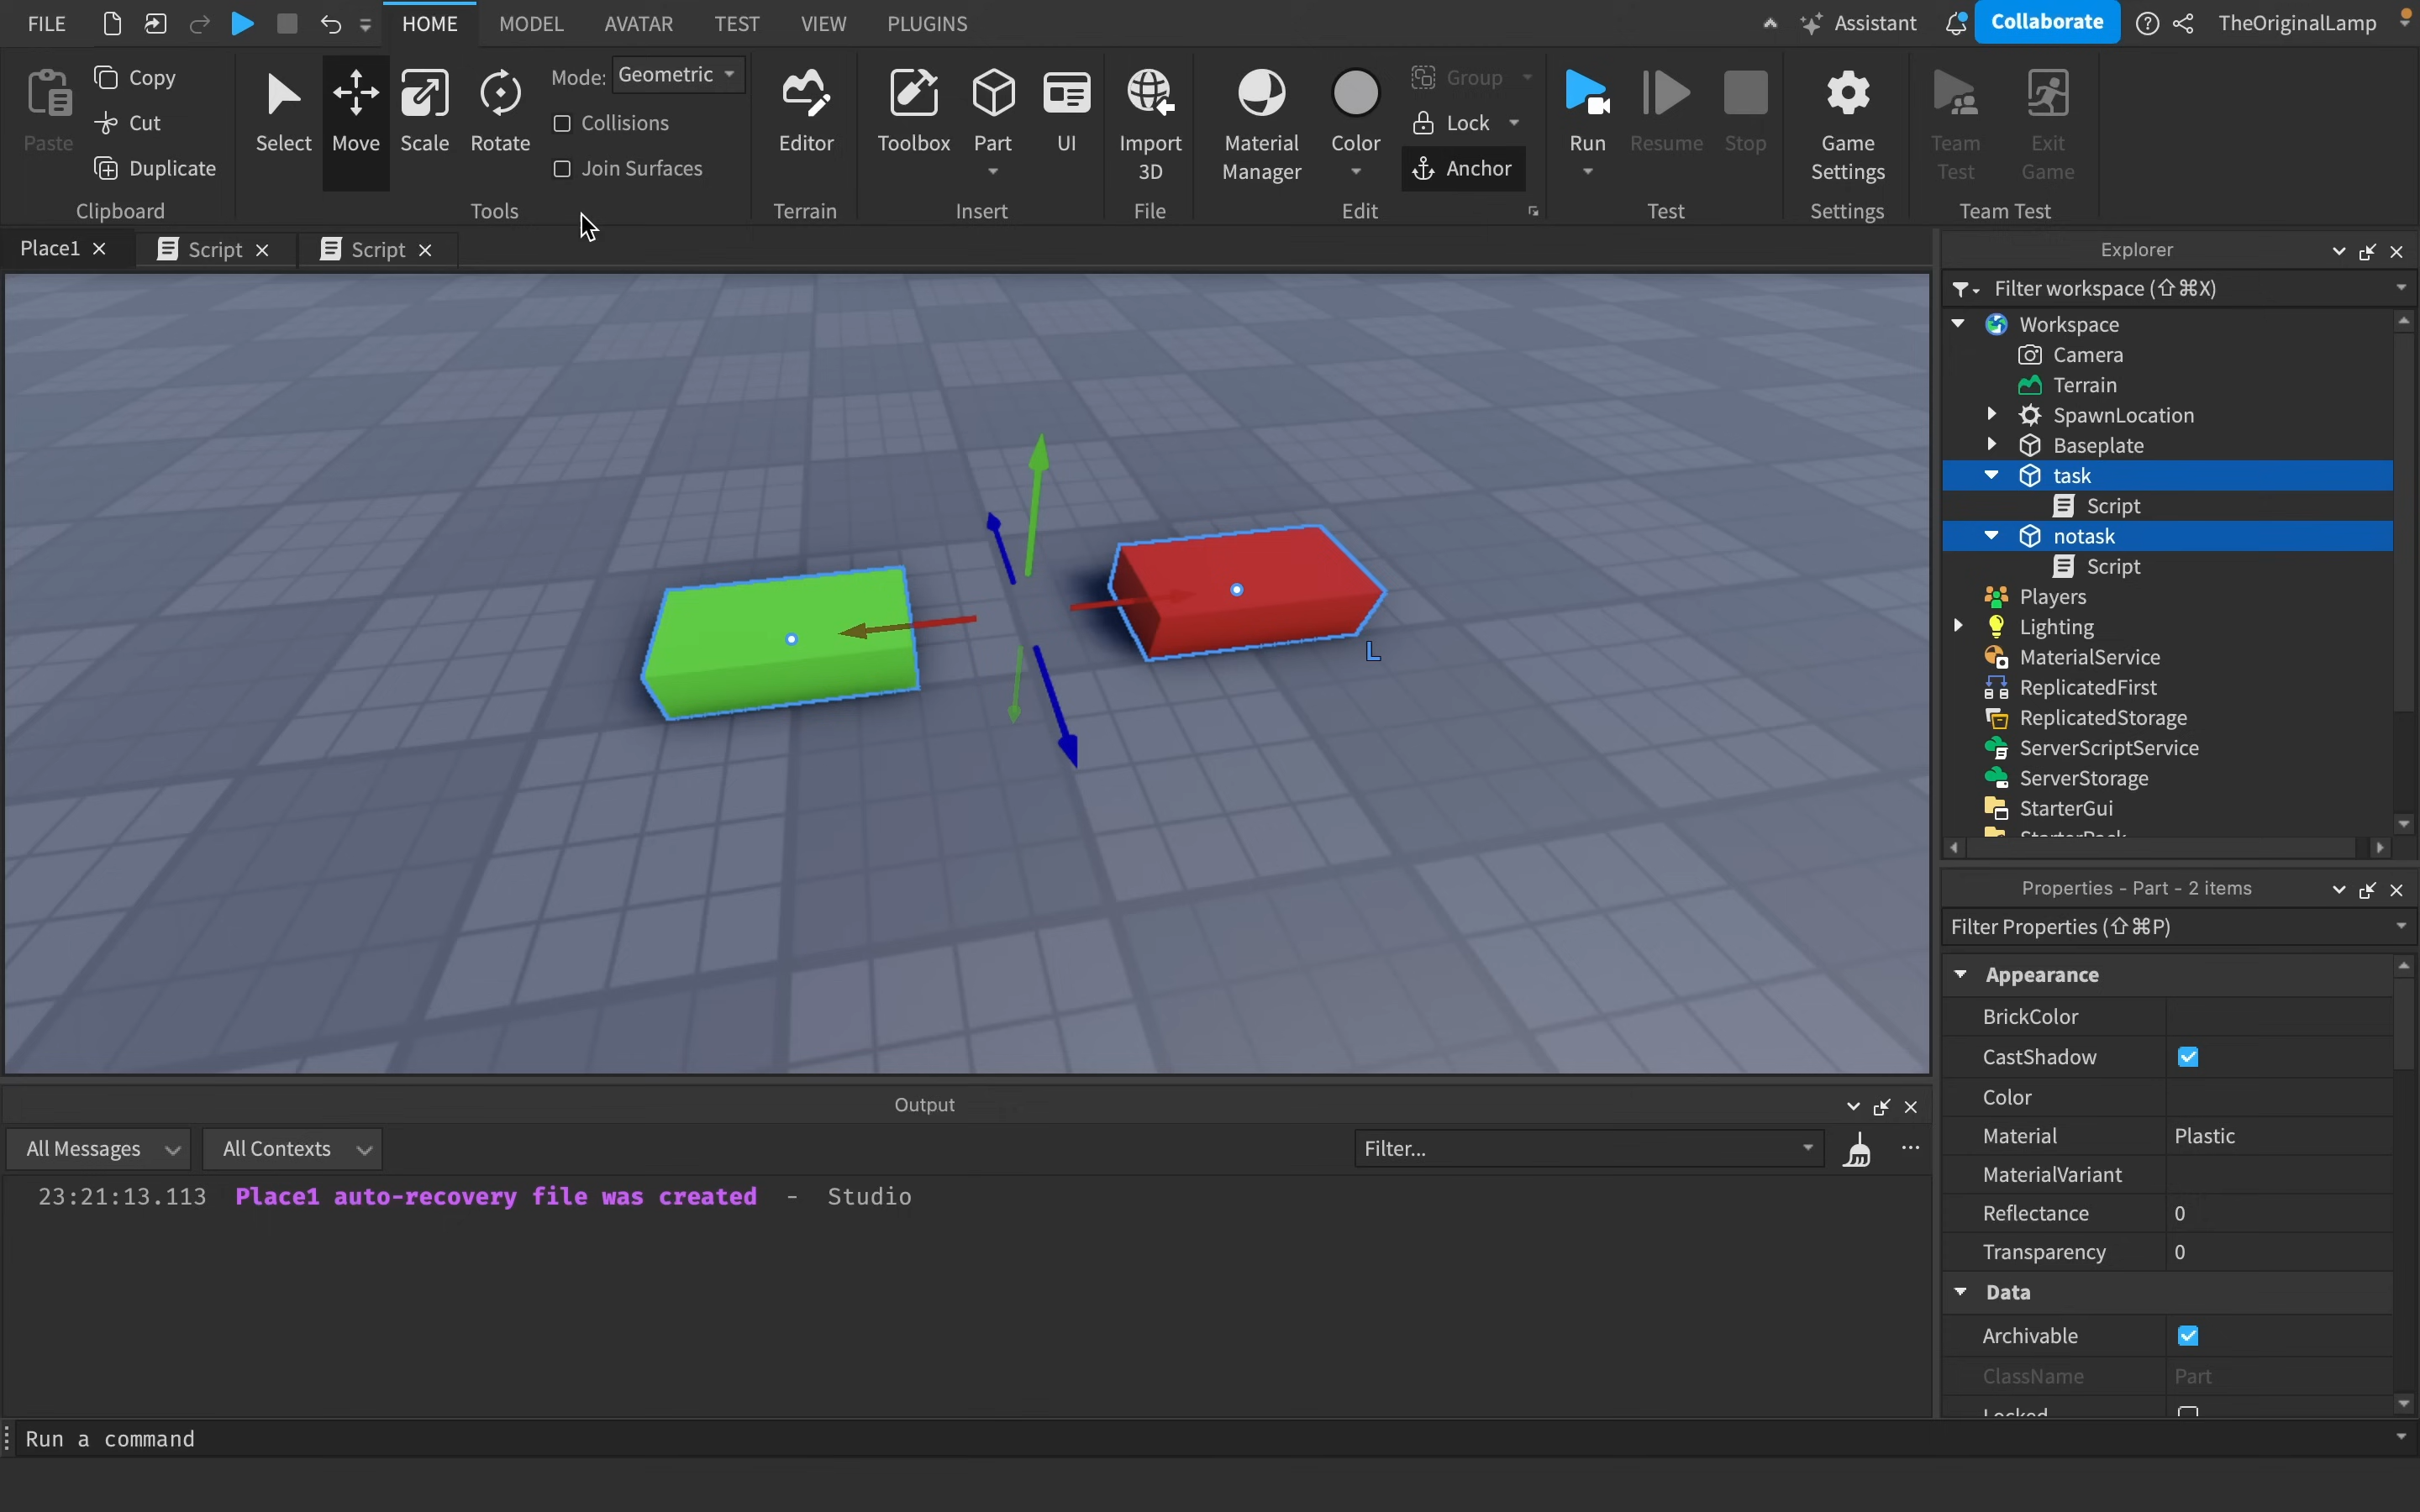 FILE HOME MODEL AVATAR TEST VIEW PLUGINS Assistant Collaborate TheOriginalLamp
Paste Copy Cut Duplicate
Clipboard
Select Move Scale Rotate
Mode: Geometric
Collisions
Join Surfaces
Tools
Editor
Terrain
Toolbox Part UI
Insert
Import 3D
File
Material Manager
Color
Group
Lock
Anchor
Edit
Run Resume Stop
Test
Game Settings
Settings
Team Test
Exit Game
Team Test
Place1 Script Script
L
Explorer
Filter workspace (⇧⌘X)
Workspace
Camera
Terrain
SpawnLocation
Baseplate
task
Script
notask
Script
Players
Lighting
MaterialService
ReplicatedFirst
ReplicatedStorage
ServerScriptService
ServerStorage
StarterGui
StarterPack
Properties - Part - 2 items
Filter Properties (⇧⌘P)
Appearance
BrickColor
CastShadow
Color
Material Plastic
MaterialVariant
Reflectance 0
Transparency 0
Data
Archivable
ClassName Part
Locked
Output
All Messages All Contexts Filter...
23:21:13.113 Place1 auto-recovery file was created - Studio
Run a command